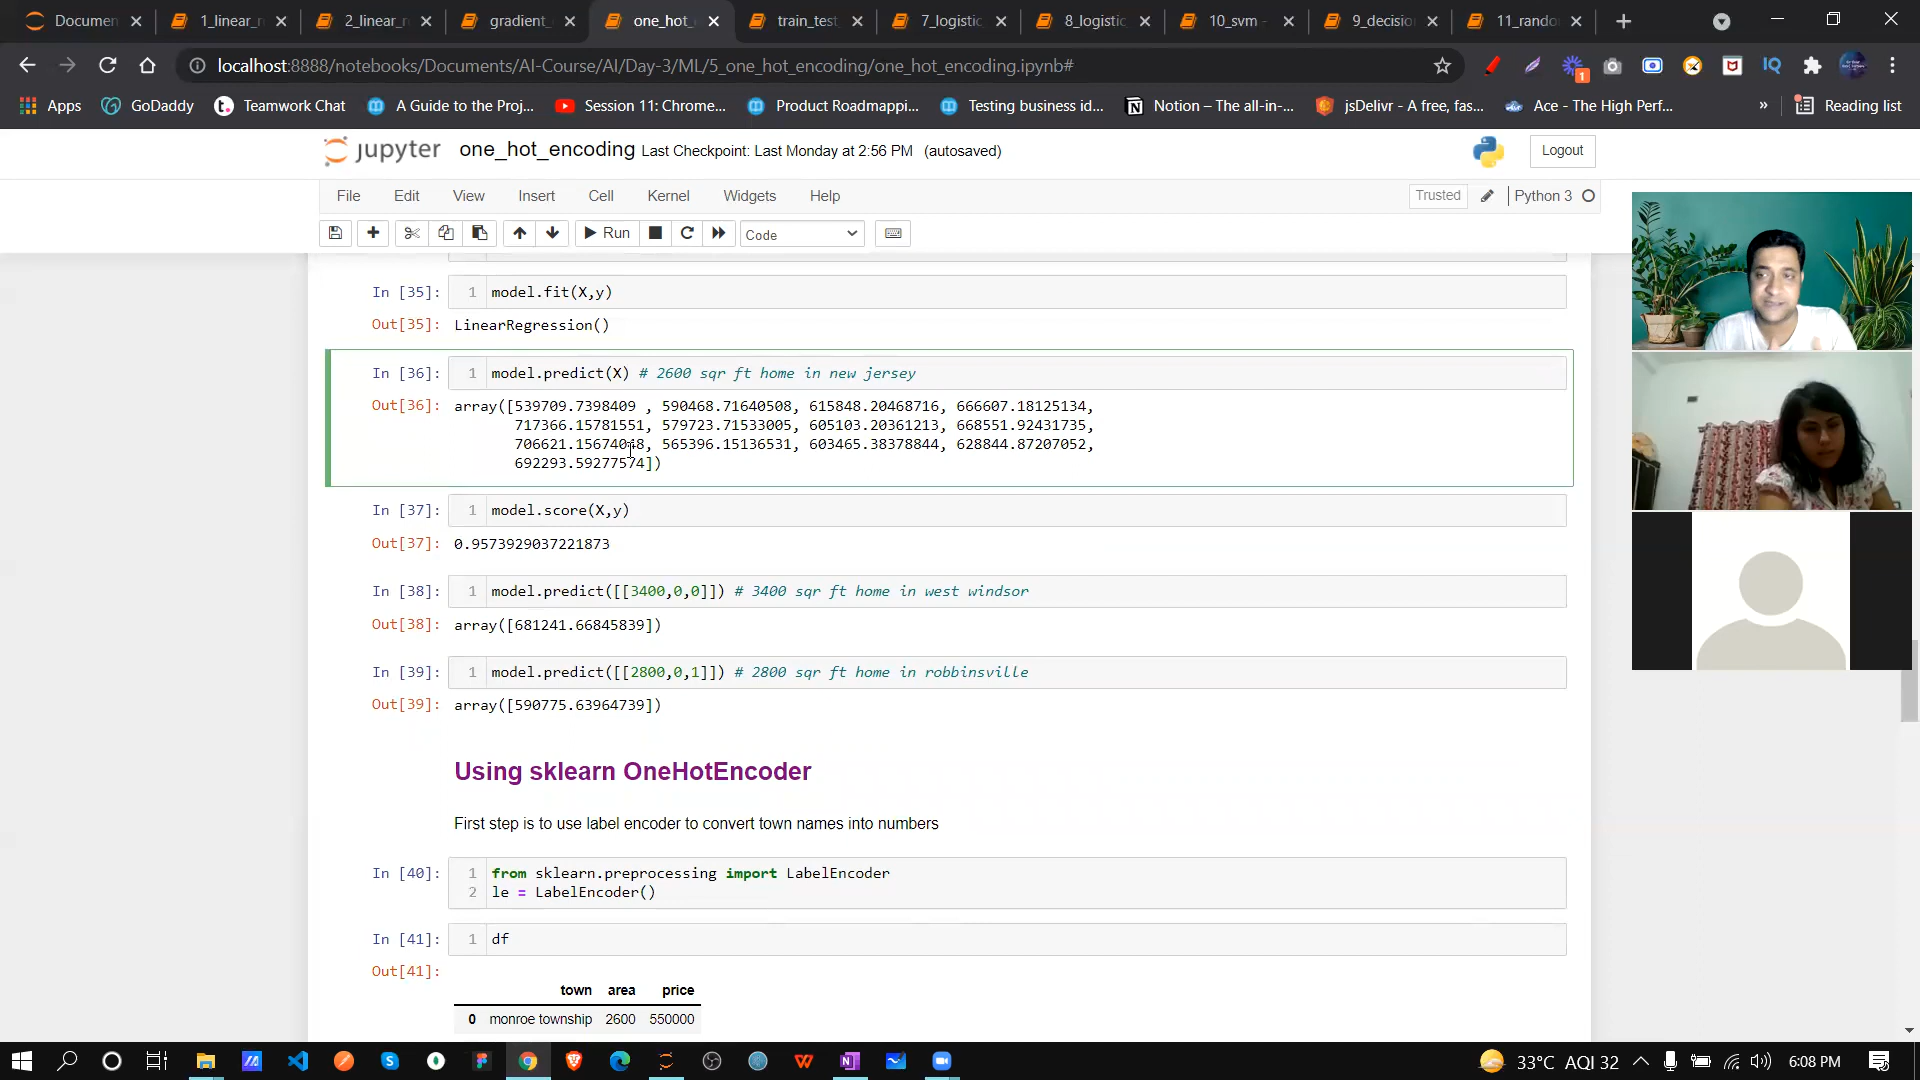 Documen
1_linear_r
2_linear_r
gradient_
one_hot_
train_test
7_logistic
8_logistic
10_svm -
9_decisio
11_rando
localhost:8888/notebooks/Documents/AI-Course/AI/Day-3/ML/5_one_hot_encoding/one_hot_encoding.ipynb#
Apps
GoDaddy
Teamwork Chat
A Guide to the Proj...
Session 11: Chrome...
Product Roadmappi...
Testing business id...
Notion – The all-in-...
jsDelivr - A free, fas...
Ace - The High Perf...
»
Reading list
jupyter one_hot_encoding Last Checkpoint: Last Monday at 2:56 PM (autosaved)
Logout
File Edit View Insert Cell Kernel Widgets Help
Trusted
Python 3
Run
Code
In [35]: 1 model.fit(X,y)
Out[35]: LinearRegression()
In [36]: 1 model.predict(X) # 2600 sqr ft home in new jersey
Out[36]: array([539709.7398409 , 590468.71640508, 615848.20468716, 666607.18125134,
717366.15781551, 579723.71533005, 605103.20361213, 668551.92431735,
706621.15674048, 565396.15136531, 603465.38378844, 628844.87207052,
692293.59277574])
In [37]: 1 model.score(X,y)
Out[37]: 0.9573929037221873
In [38]: 1 model.predict([[3400,0,0]]) # 3400 sqr ft home in west windsor
Out[38]: array([681241.66845839])
In [39]: 1 model.predict([[2800,0,1]]) # 2800 sqr ft home in robbinsville
Out[39]: array([590775.63964739])
Using sklearn OneHotEncoder
First step is to use label encoder to convert town names into numbers
In [40]: 1 from sklearn.preprocessing import LabelEncoder
2 le = LabelEncoder()
In [41]: 1 df
Out[41]:
town area price
0 monroe township 2600 550000
33°C AQI 32
6:08 PM